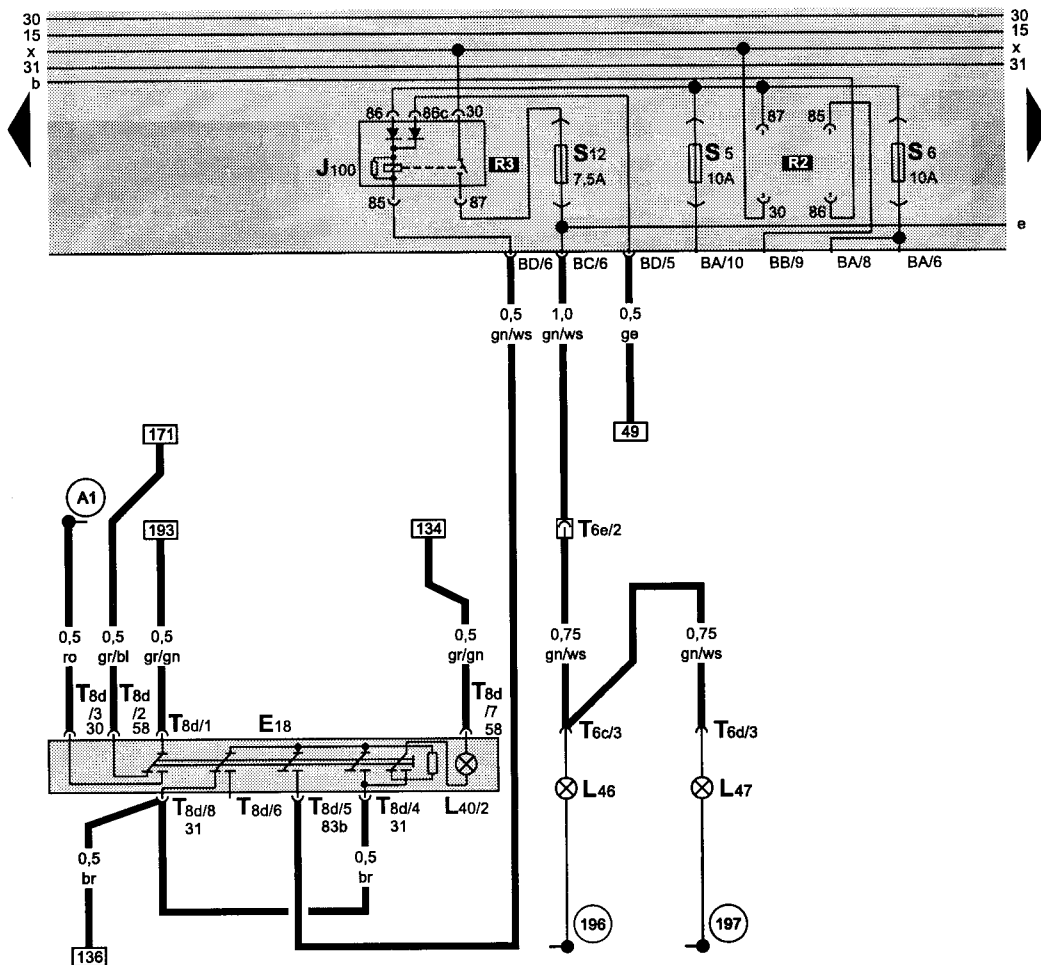 30 30
15 15
x x
31 31
b
86 86c 30 87 85
J100 R3 S12 S5 R2 S6
7,5A 10A 10A
85 87 30 86
e
BD/6 BC/6 BD/5 BA/10 BB/9 BA/8 BA/6
0,5 1,0 0,5
gn/ws gn/ws ge
171 49
A1
193 134 T6e/2
0,5 0,5 0,5 0,5 0,75 0,75
ro gr/bl gr/gn gr/gn gn/ws gn/ws
T8d T8d T8d
/3 /2 /7
30 58 T8d/1 E18 58 T6c/3 T6d/3
L46 L47
T8d/8 T8d/6 T8d/5 T8d/4 L40/2
31 83b 31
0,5 0,5
br br
196 197
136